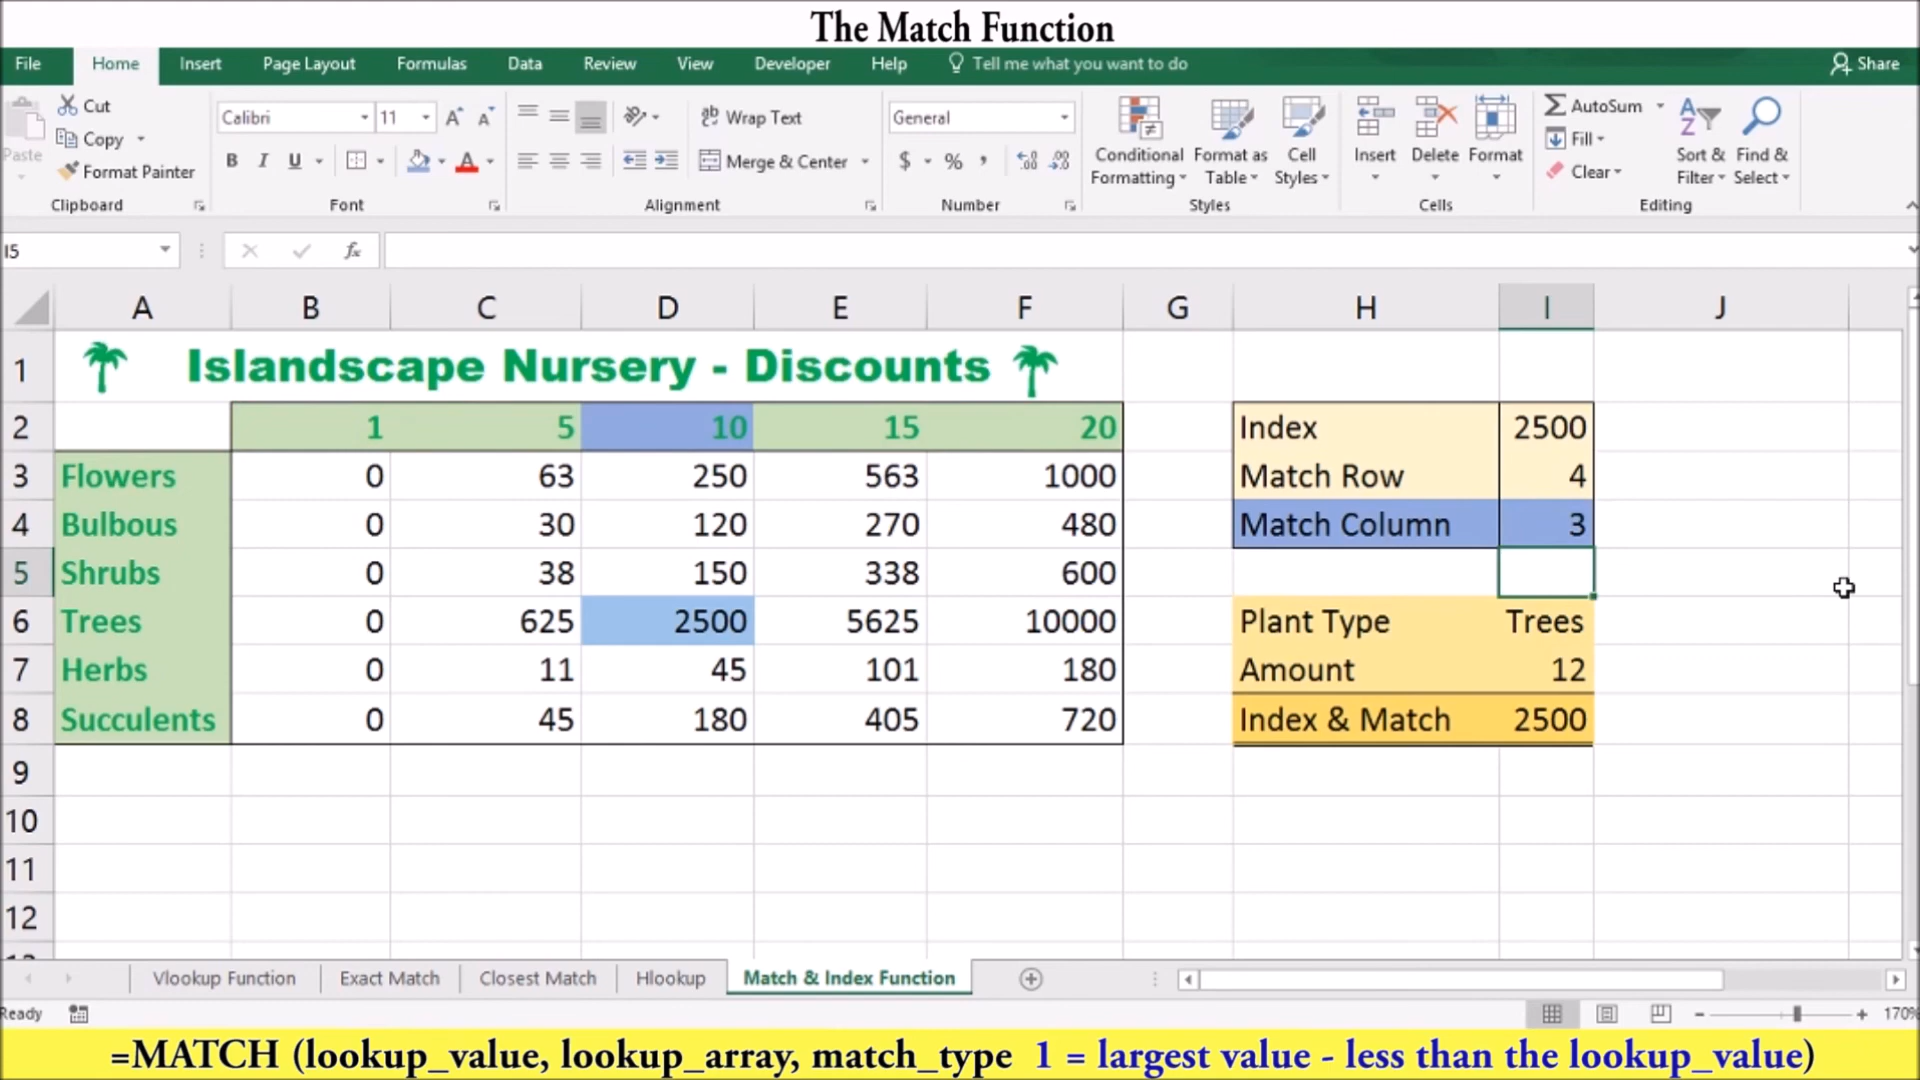 The Match Function
File Home Insert Page Layout Formulas Data Review View Developer Help Tell me what you want to do Share
Cut
Copy
Format Painter
Paste
Clipboard
Calibri 11
B I U
Font
Wrap Text
Merge & Center
Alignment
General
$ % ,
Number
Conditional Formatting
Format as Table
Cell Styles
Styles
Insert Delete Format
Cells
AutoSum
Fill
Clear
Sort & Filter
Find & Select
Editing
I5 fx
A B C D E F G H I J
1 Islandscape Nursery - Discounts
2 1 5 10 15 20 Index 2500
3 Flowers 0 63 250 563 1000 Match Row 4
4 Bulbous 0 30 120 270 480 Match Column 3
5 Shrubs 0 38 150 338 600
6 Trees 0 625 2500 5625 10000 Plant Type Trees
7 Herbs 0 11 45 101 180 Amount 12
8 Succulents 0 45 180 405 720 Index & Match 2500
9
10
11
12
Vlookup Function Exact Match Closest Match Hlookup Match & Index Function
Ready 170%
=MATCH (lookup_value, lookup_array, match_type 1 = largest value - less than the lookup_value)